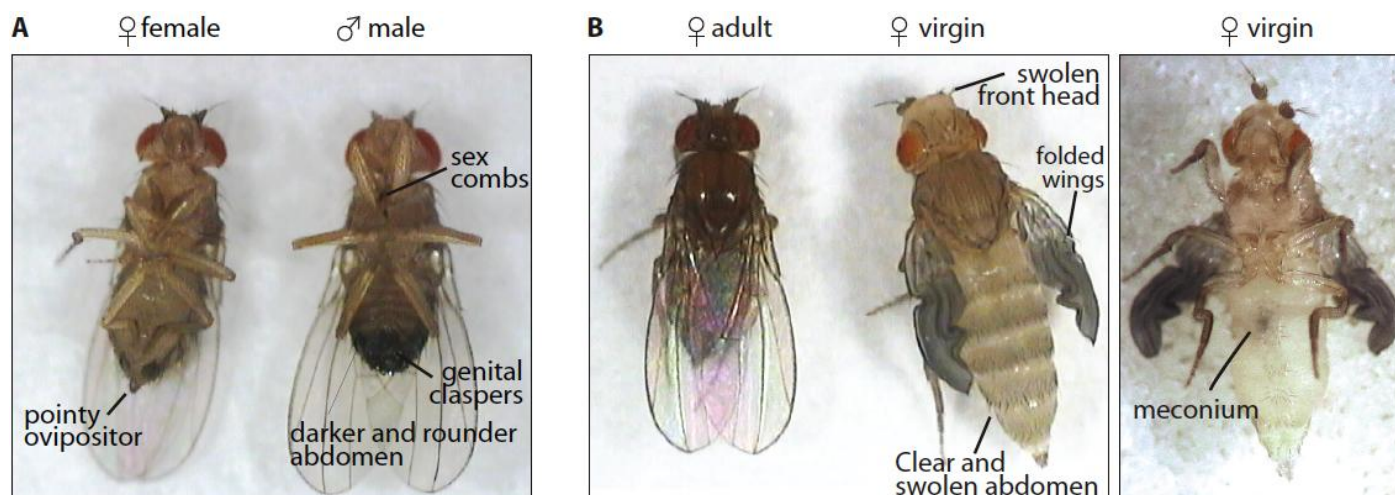 A
♀ female
♂ male
sex
combs
genital
claspers
pointy
ovipositor
darker and rounder
abdomen
B
♀ adult
♀ virgin
♀ virgin
swolen
front head
folded
wings
Clear and
swolen abdomen
meconium